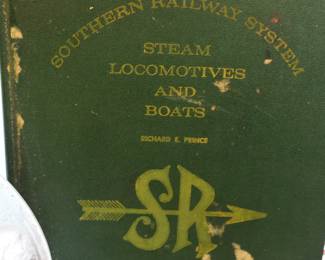 SOUTHERN RAILWAY SYSTEM
STEAM
LOCOMOTIVES
AND
BOATS
RICHARD E. PRINCE
SR